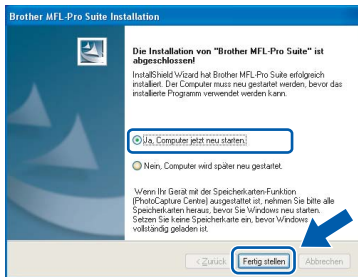 Brother MFL-Pro Suite Installation
Die Installation von "Brother MFL-Pro Suite" ist
abgeschlossen!
InstallShield Wizard hat Brother MFL-Pro Suite erfolgreich
installiert. Der Computer muss neu gestartet werden, bevor das
installierte Programm verwendet werden kann.
Ja, Computer jetzt neu starten.
Nein, Computer wird später neu gestartet.
Wenn Ihr Gerät mit der Speicherkarten-Funktion
(PhotoCapture Centre) ausgestattet ist, nehmen Sie bitte alle
Speicherkarten heraus, bevor Sie Windows neu starten.
Setzen Sie keine Speicherkarte ein, bevor Windows
vollständig geladen ist.
< Zurück Fertig stellen Abbrechen